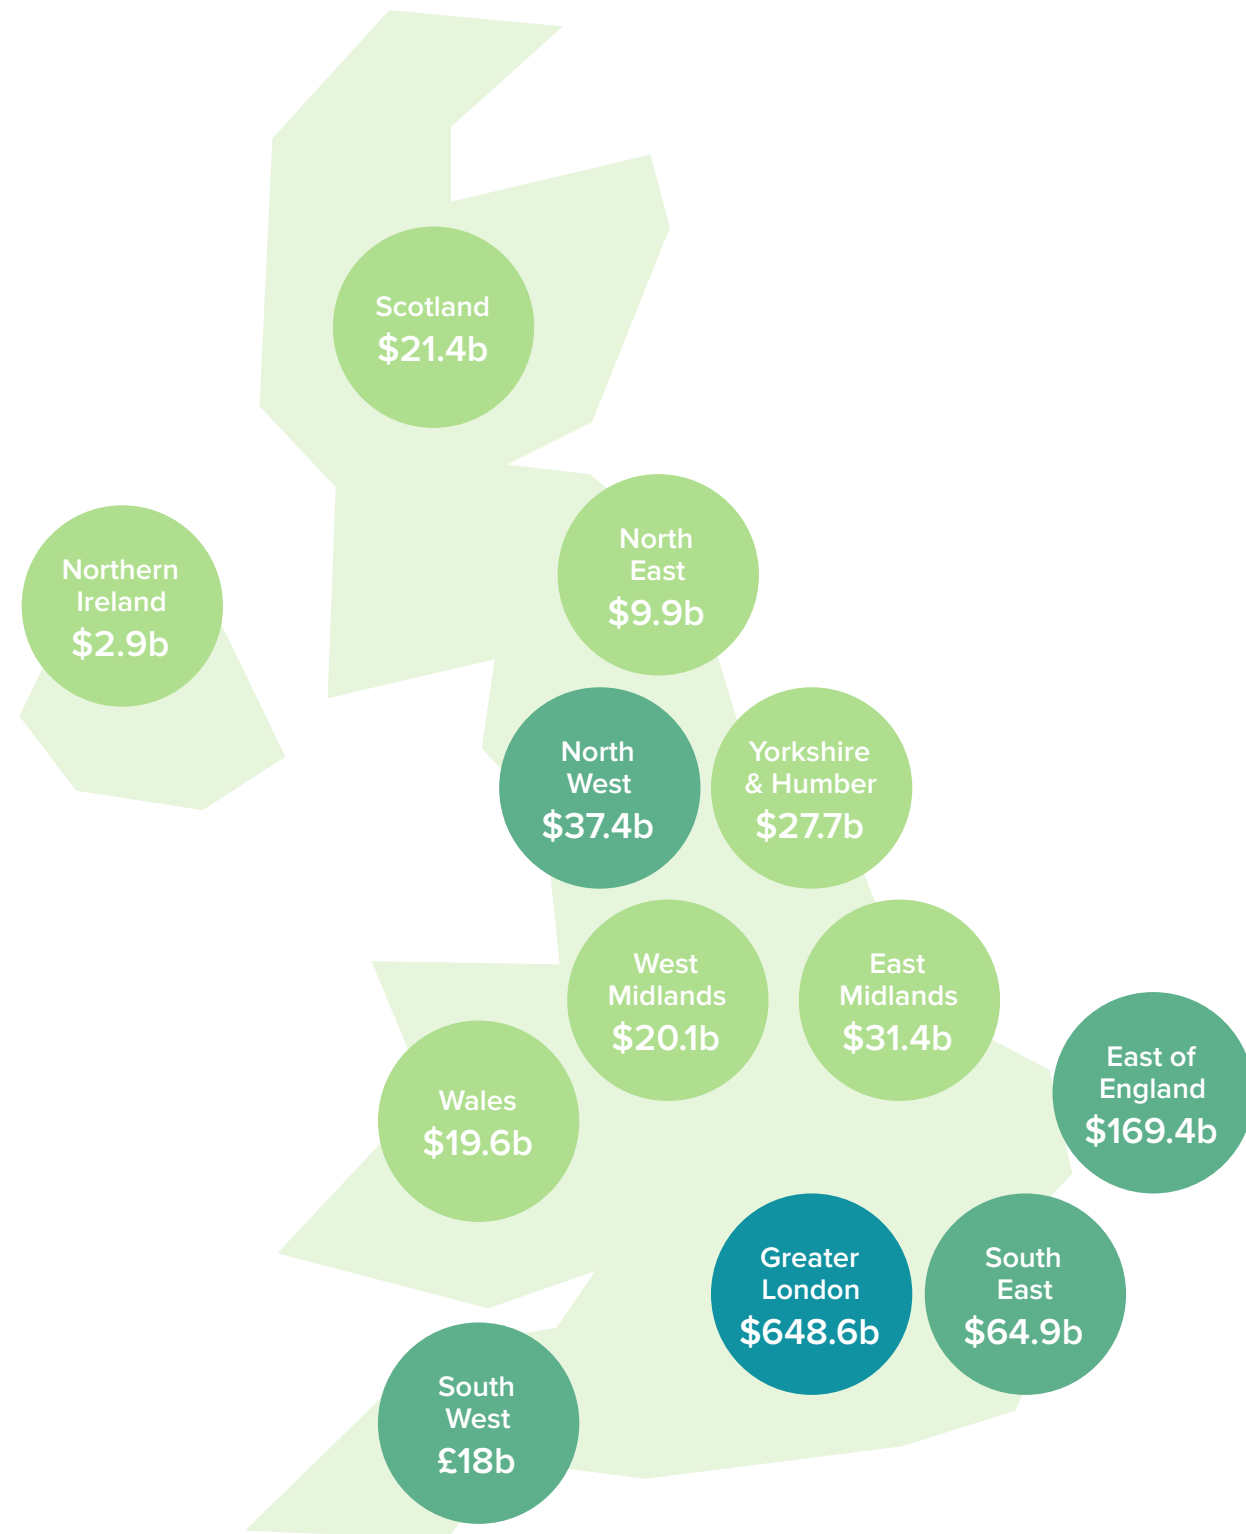 Scotland
$21.4b
North
East
$9.9b
Northern
Ireland
$2.9b
North
West
$37.4b
Yorkshire
& Humber
$27.7b
West
Midlands
$20.1b
East
Midlands
$31.4b
East of
England
$169.4b
Wales
$19.6b
Greater
London
$648.6b
South
East
$64.9b
South
West
£18b